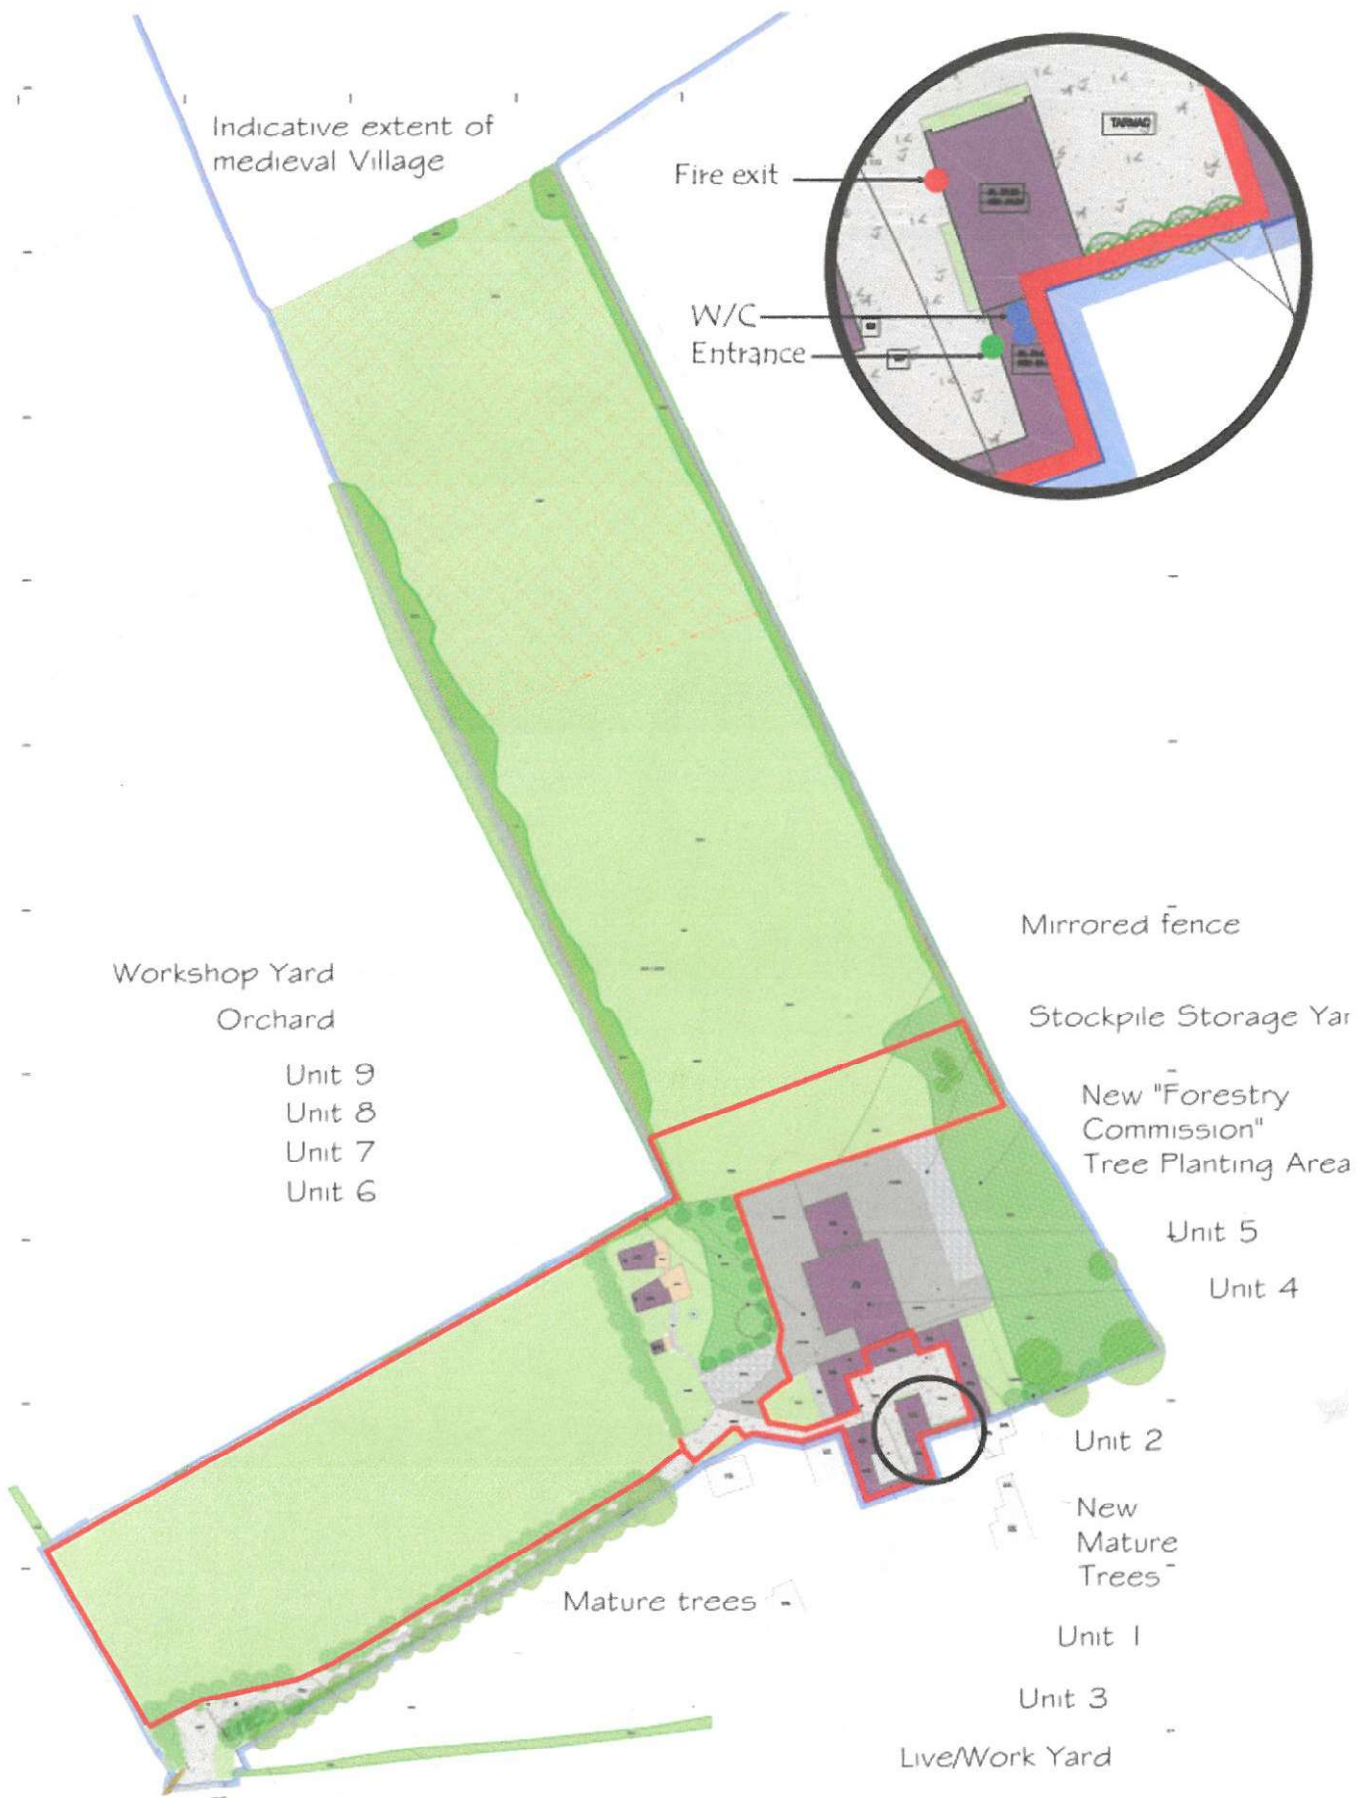 Indicative extent of
medieval Village
TARMAC
Fire exit
W/C
Entrance
Mirrored fence
Workshop Yard
Orchard
Stockpile Storage Yar
Unit 9
Unit 8
Unit 7
Unit 6
New "Forestry
Commission"
Tree Planting Area
Unit 5
Unit 4
Unit 2
New
Mature
Trees
Mature trees
Unit 1
Unit 3
Live/Work Yard